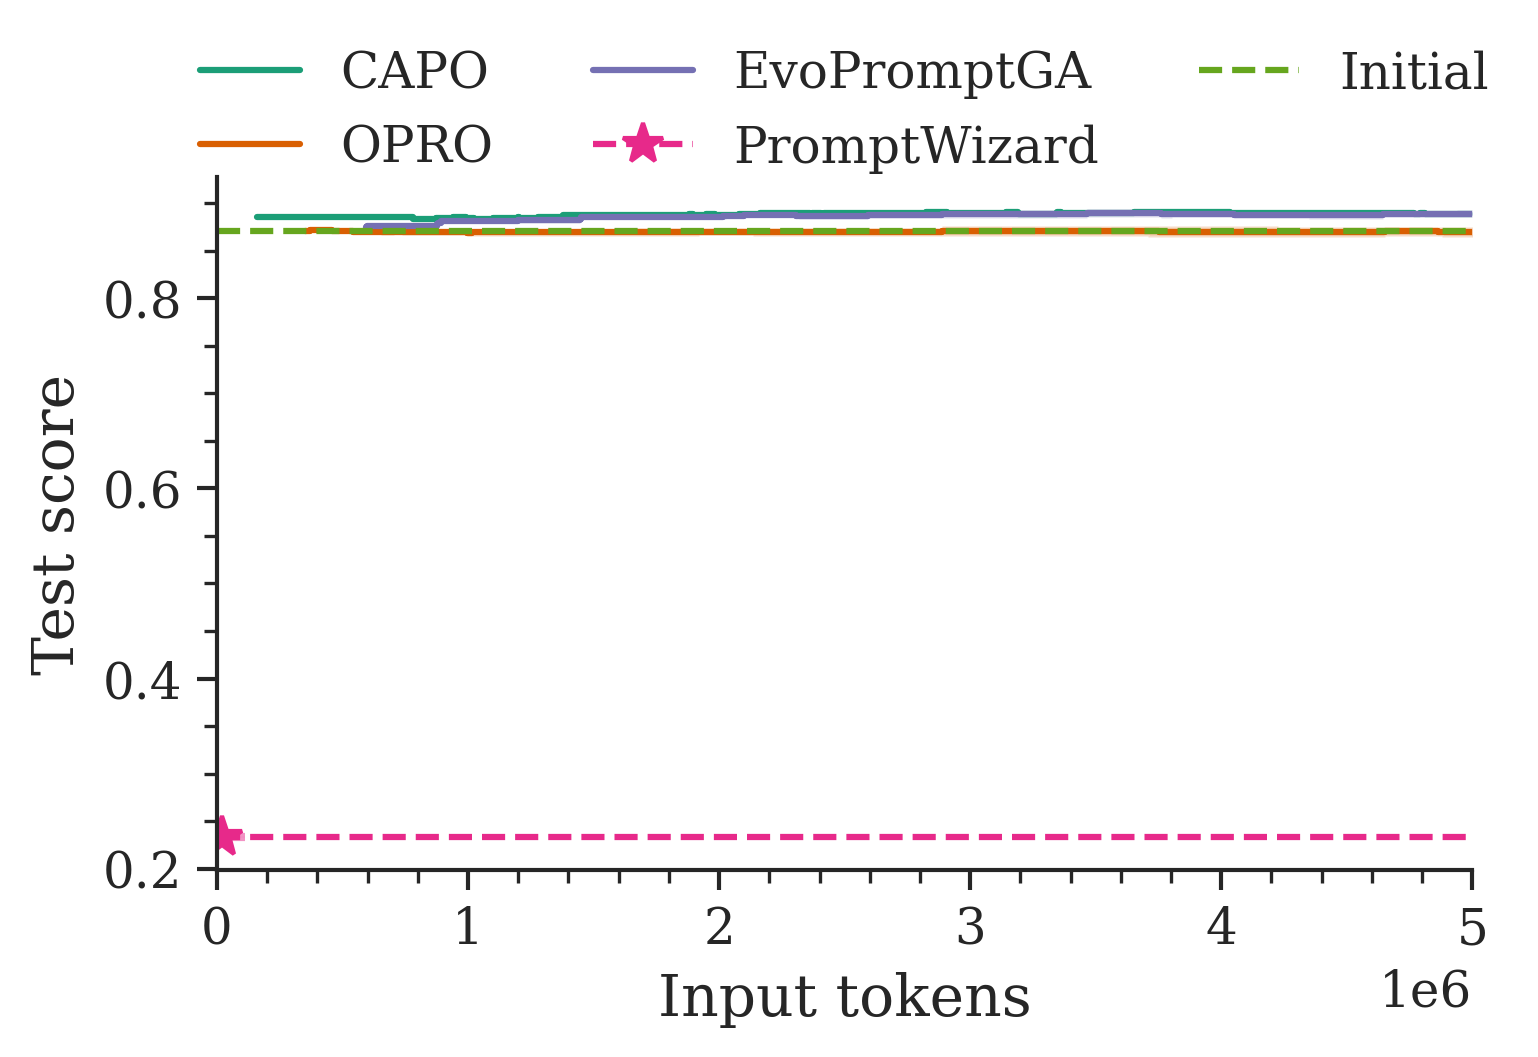 CAPO EvoPromptGA Initial
OPRO PromptWizard
0.8
0.6
0.4
0.2
Test score
0 1 2 3 4 5
1e6
Input tokens